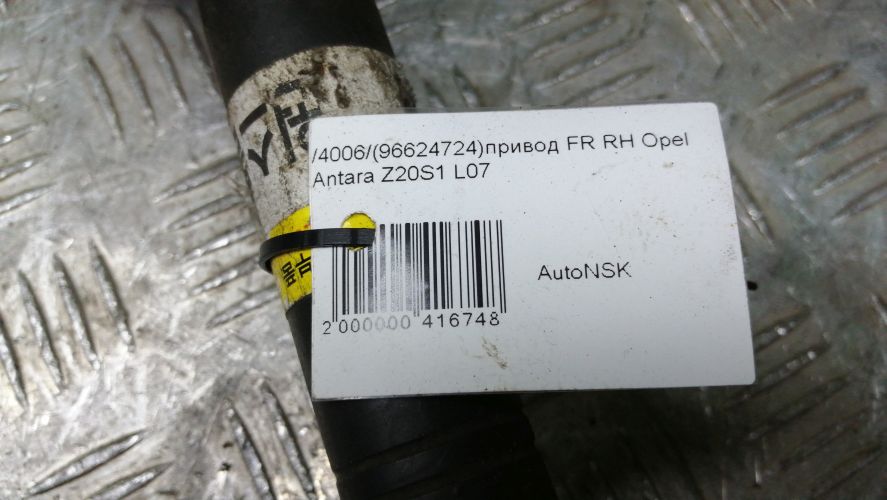 /4006/(96624724)привод FR RH Opel
Antara Z20S1 L07
AutoNSK
2 000000 416748